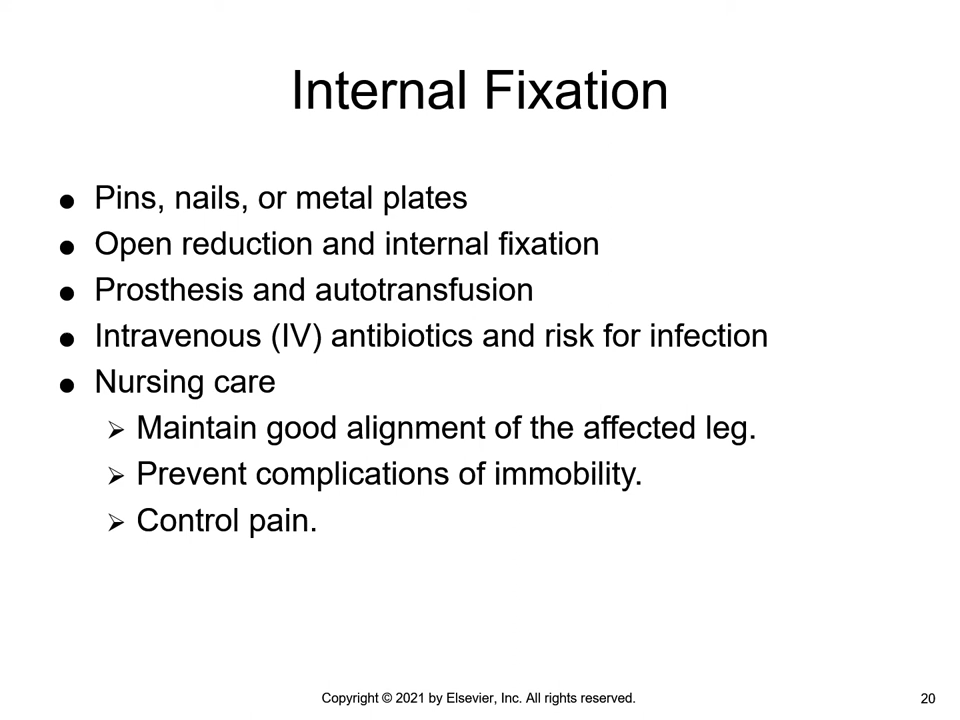 Internal Fixation
● Pins, nails, or metal plates
● Open reduction and internal fixation
● Prosthesis and autotransfusion
● Intravenous (IV) antibiotics and risk for infection
● Nursing care
➢ Maintain good alignment of the affected leg.
➢ Prevent complications of immobility.
➢ Control pain.
Copyright © 2021 by Elsevier, Inc. All rights reserved.
20